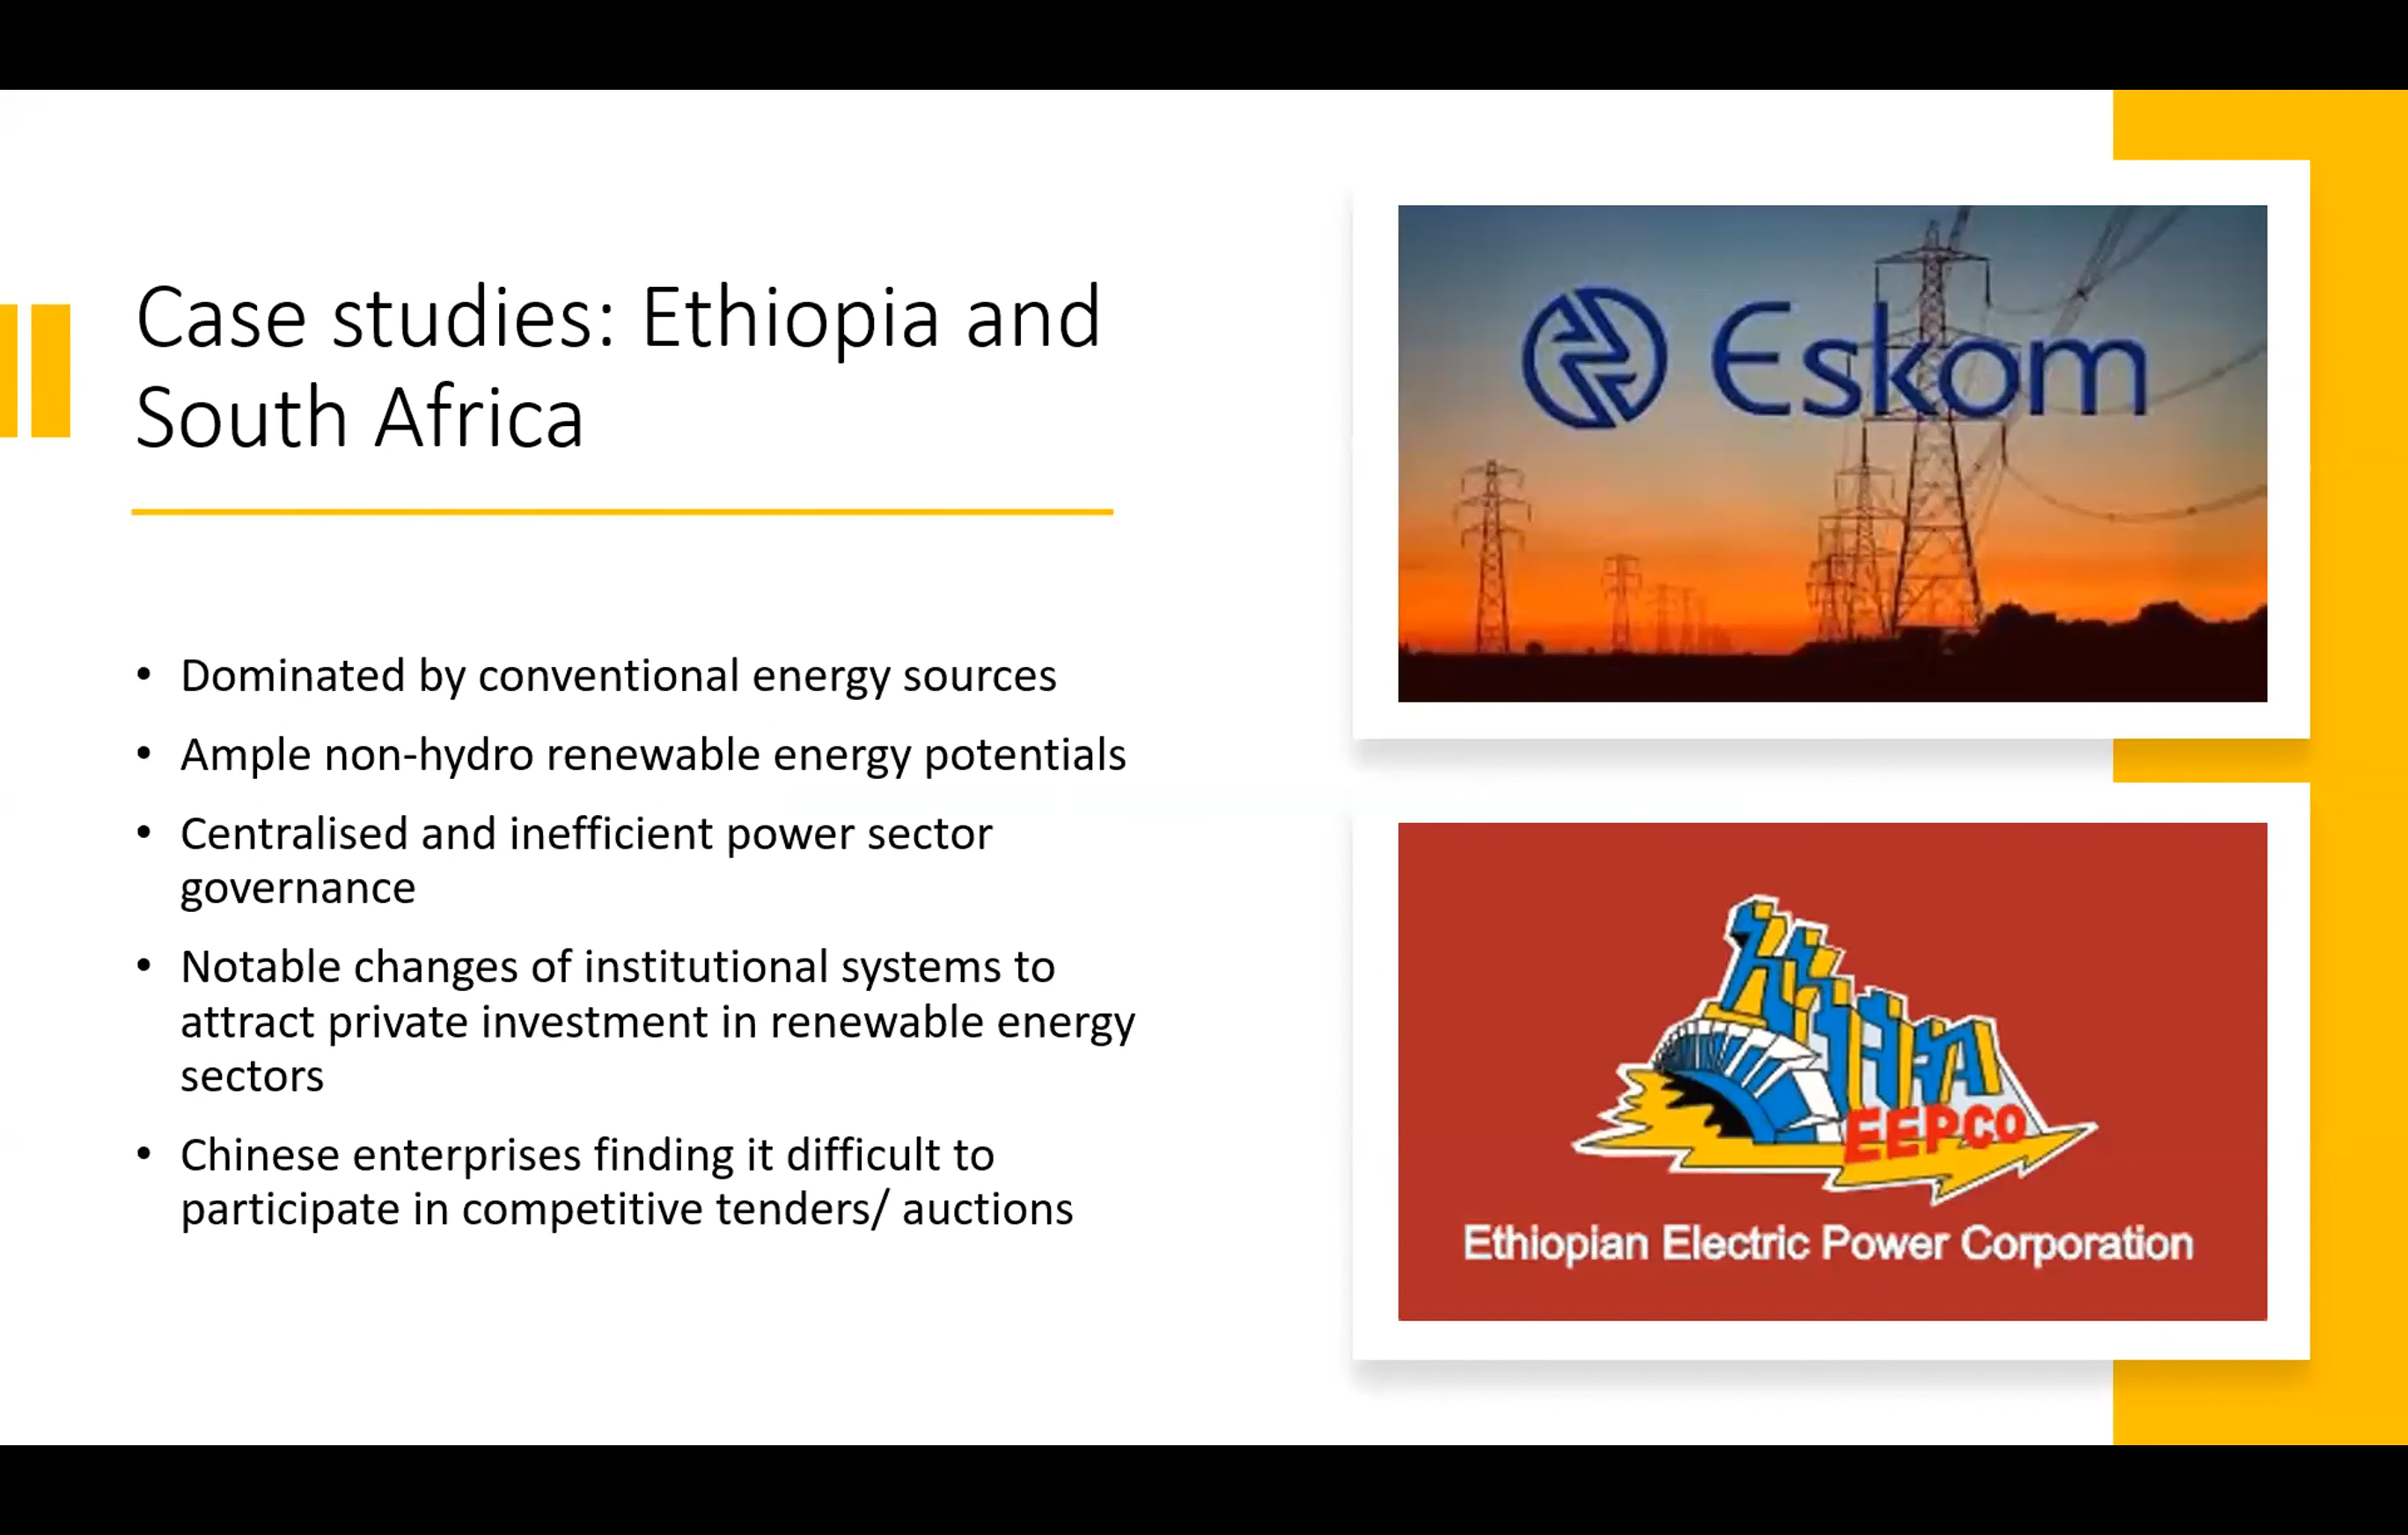 Case studies: Ethiopia and
South Africa
• Dominated by conventional energy sources
• Ample non-hydro renewable energy potentials
• Centralised and inefficient power sector
governance
• Notable changes of institutional systems to
attract private investment in renewable energy
sectors
• Chinese enterprises finding it difficult to
participate in competitive tenders/ auctions
Eskom
EEPCO
Ethiopian Electric Power Corporation